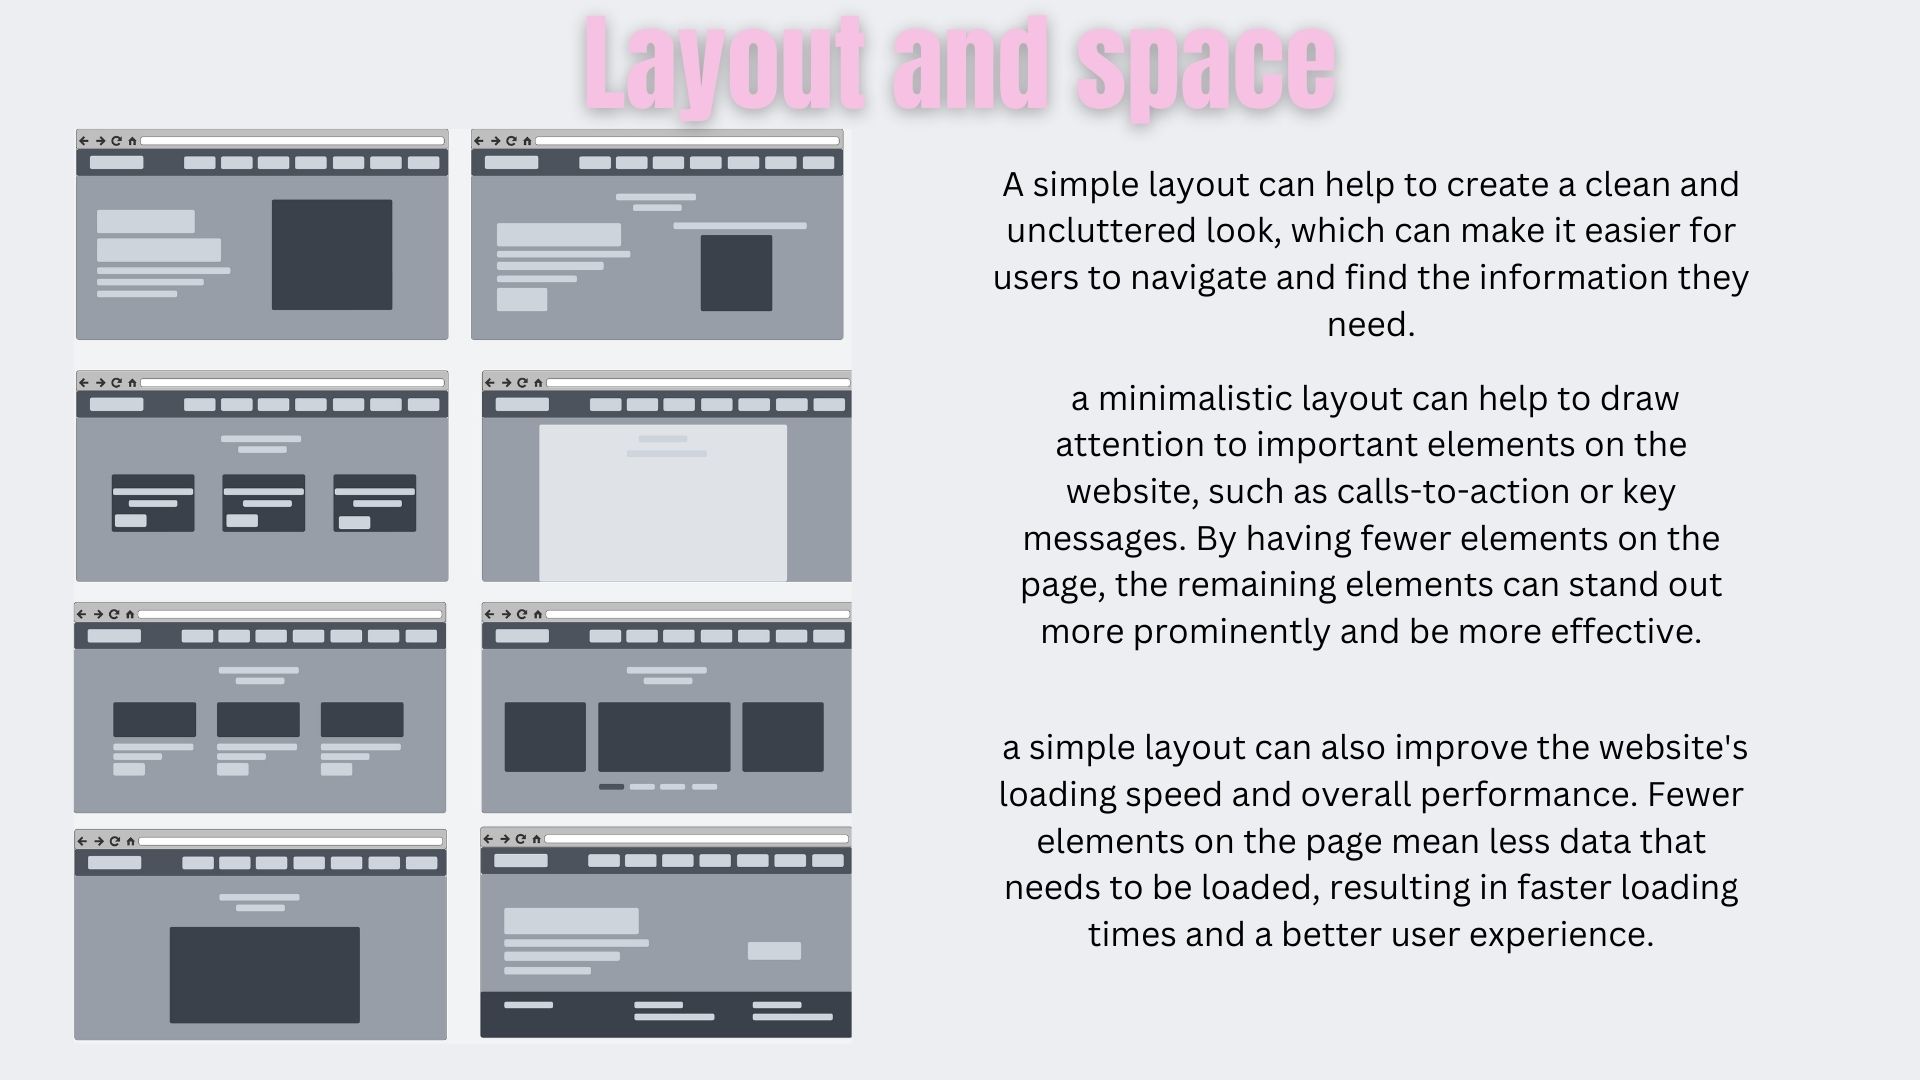 Layout and space
A simple layout can help to create a clean and
uncluttered look, which can make it easier for
users to navigate and find the information they
need.
a minimalistic layout can help to draw
attention to important elements on the
website, such as calls-to-action or key
messages. By having fewer elements on the
page, the remaining elements can stand out
more prominently and be more effective.
a simple layout can also improve the website's
loading speed and overall performance. Fewer
elements on the page mean less data that
needs to be loaded, resulting in faster loading
times and a better user experience.